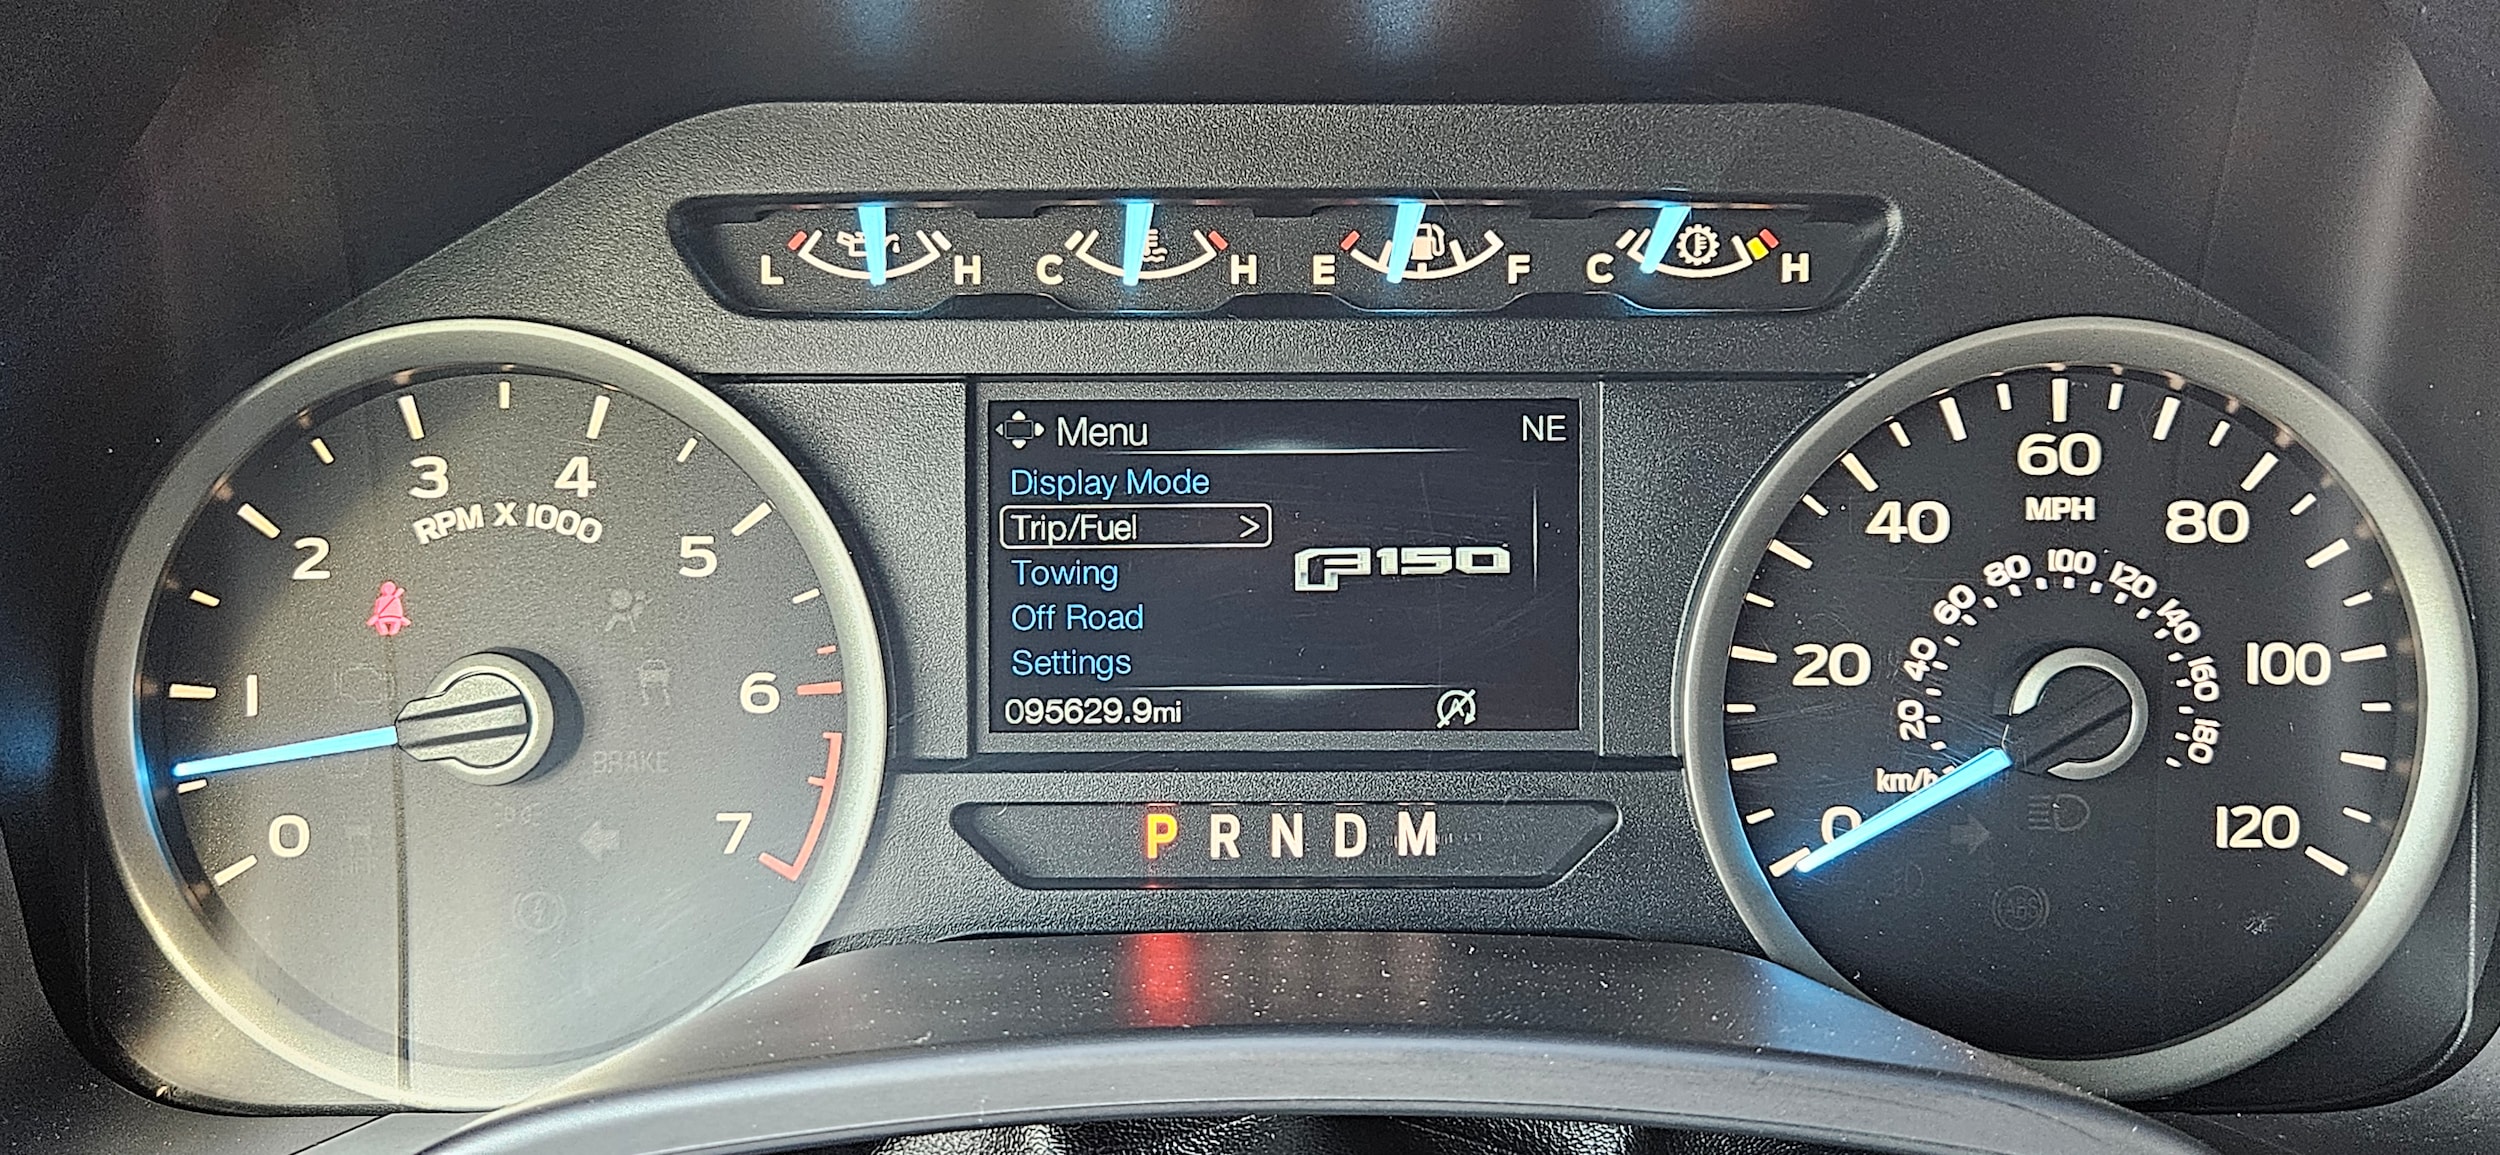 L H C H E F C H
Menu NE
Display Mode
Trip/Fuel >
Towing
Off Road
Settings
095629.9mi
A
F150
0 1 2 3 4 5 6 7
RPM X 1000
BRAKE
P R N D M
0 20 40 60 80 100 120
MPH
20 40 60 80 100 120 140 160 180
km/h
ABS